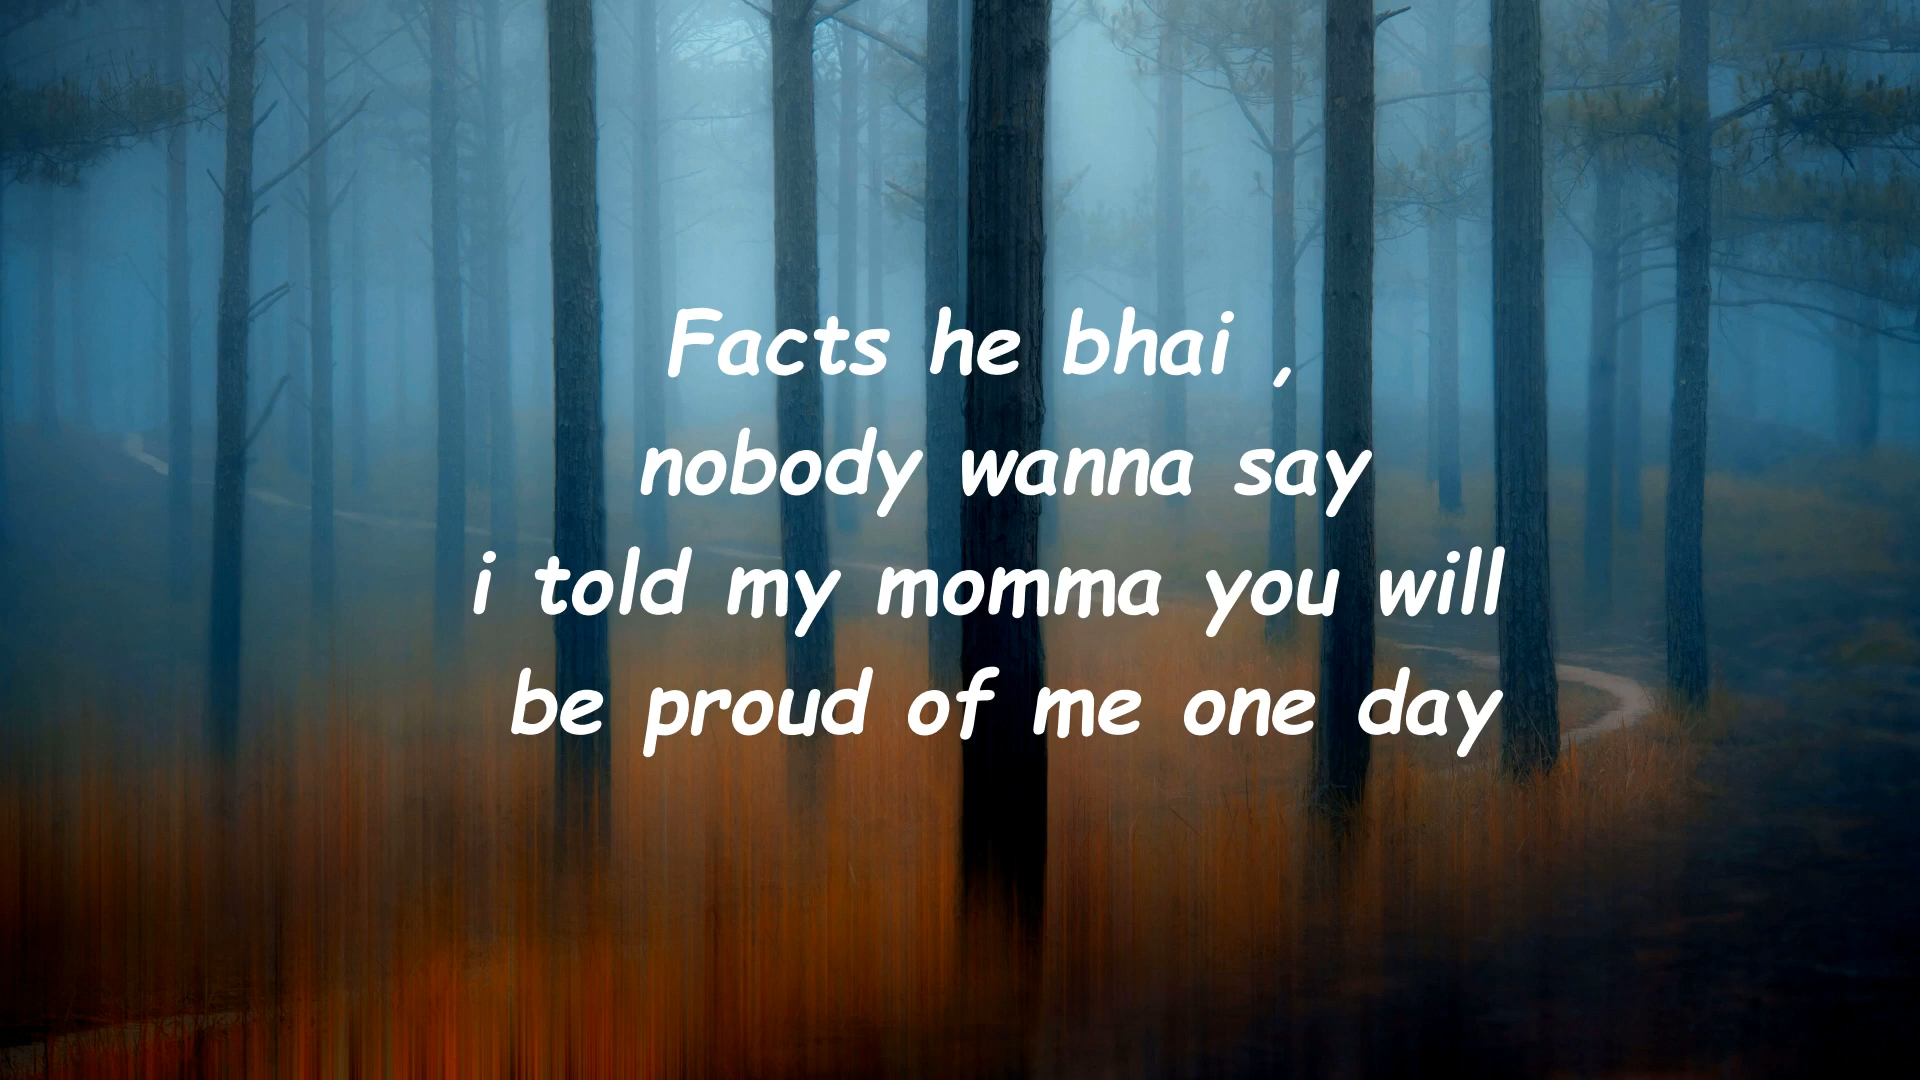 Facts he bhai ,
nobody wanna say
i told my momma you will
be proud of me one day